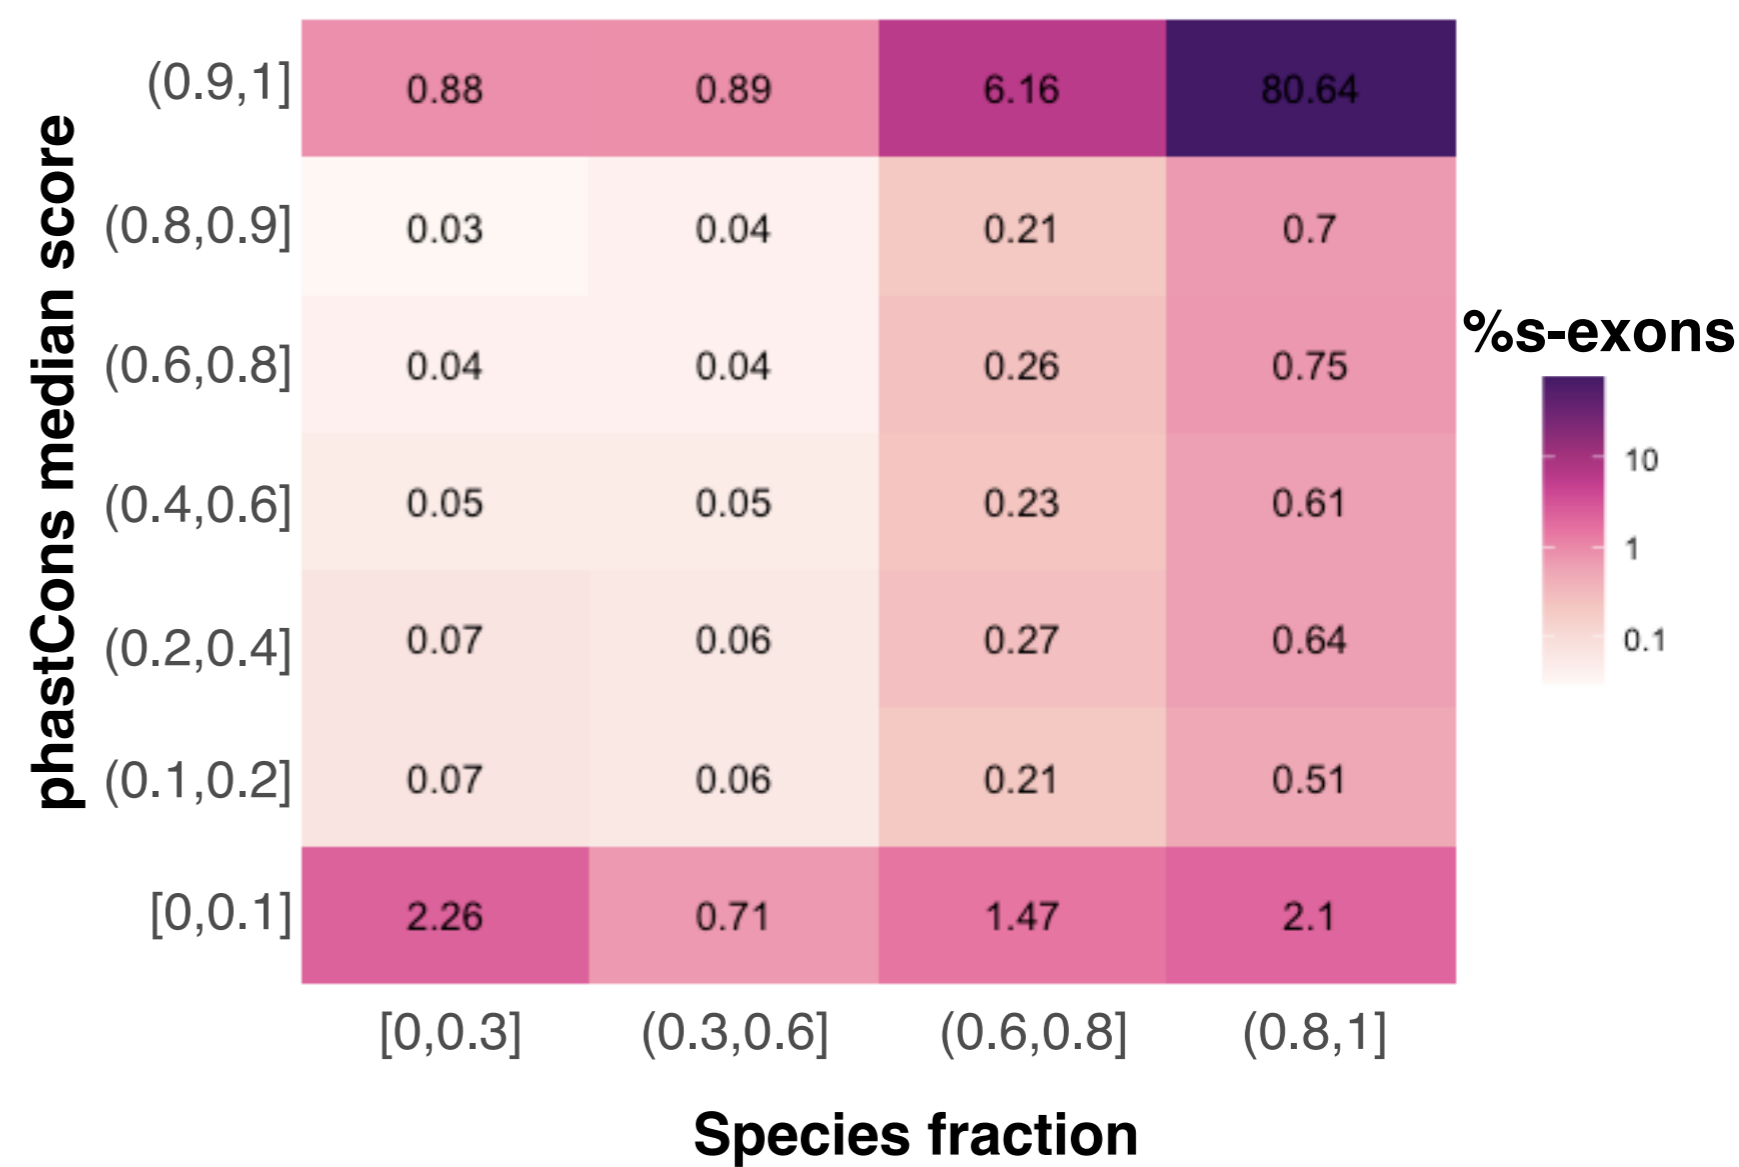 phastCons median score
(0.9,1] 0.88 0.89 6.16 80.64
(0.8,0.9] 0.03 0.04 0.21 0.7
(0.6,0.8] 0.04 0.04 0.26 0.75
(0.4,0.6] 0.05 0.05 0.23 0.61
(0.2,0.4] 0.07 0.06 0.27 0.64
(0.1,0.2] 0.07 0.06 0.21 0.51
[0,0.1] 2.26 0.71 1.47 2.1
[0,0.3] (0.3,0.6] (0.6,0.8] (0.8,1]
Species fraction
%s-exons
10
1
0.1